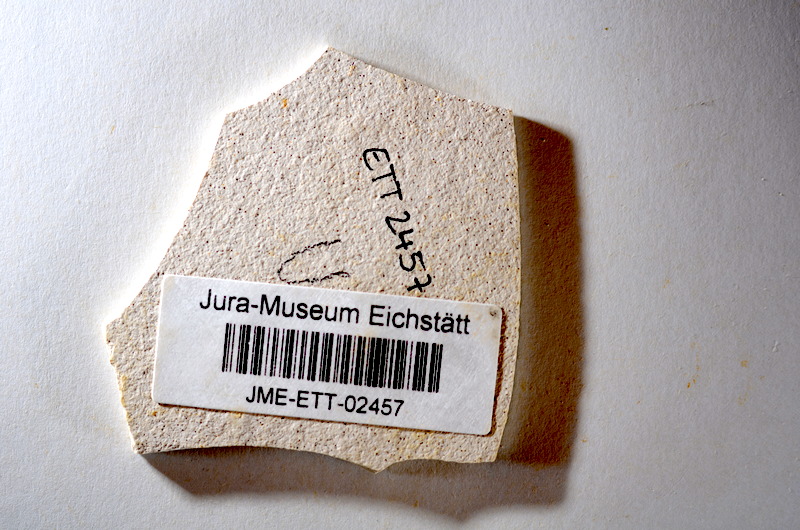 ETT 2457
Jura-Museum Eichstätt
JME-ETT-02457